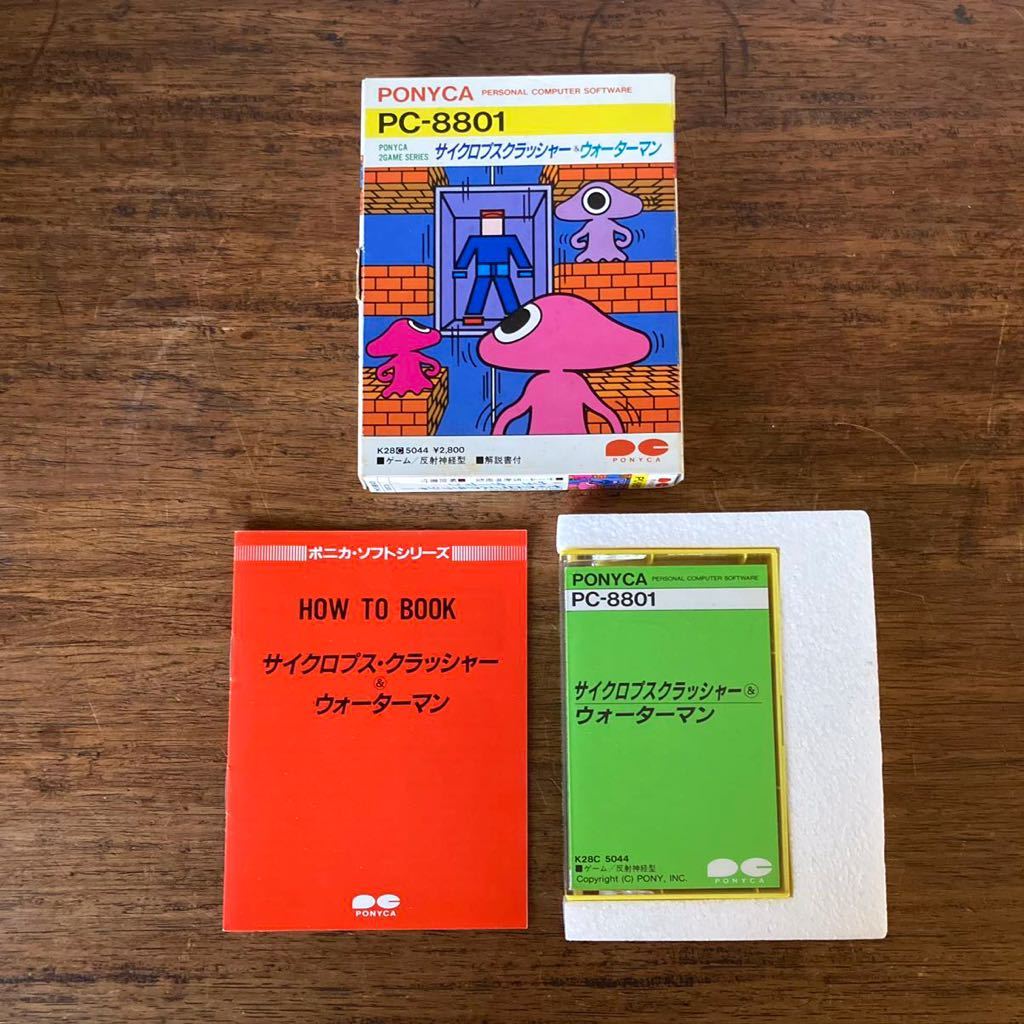 PONYCA PERSONAL COMPUTER SOFTWARE
PC-8801
PONYCA
2GAME SERIES
サイクロプスクラッシャー&ウォーターマン
K28C5044 ¥2,800
■ゲーム/反射神経型 ■解説書付
PONYCA
ポニカ・ソフトシリーズ
HOW TO BOOK
サイクロプス・クラッシャー
&
ウォーターマン
PONYCA
PONYCA PERSONAL COMPUTER SOFTWARE
PC-8801
サイクロプスクラッシャー&
ウォーターマン
K28C 5044
■ゲーム/反射神経型
Copyright (C) PONY, INC.
PONYCA